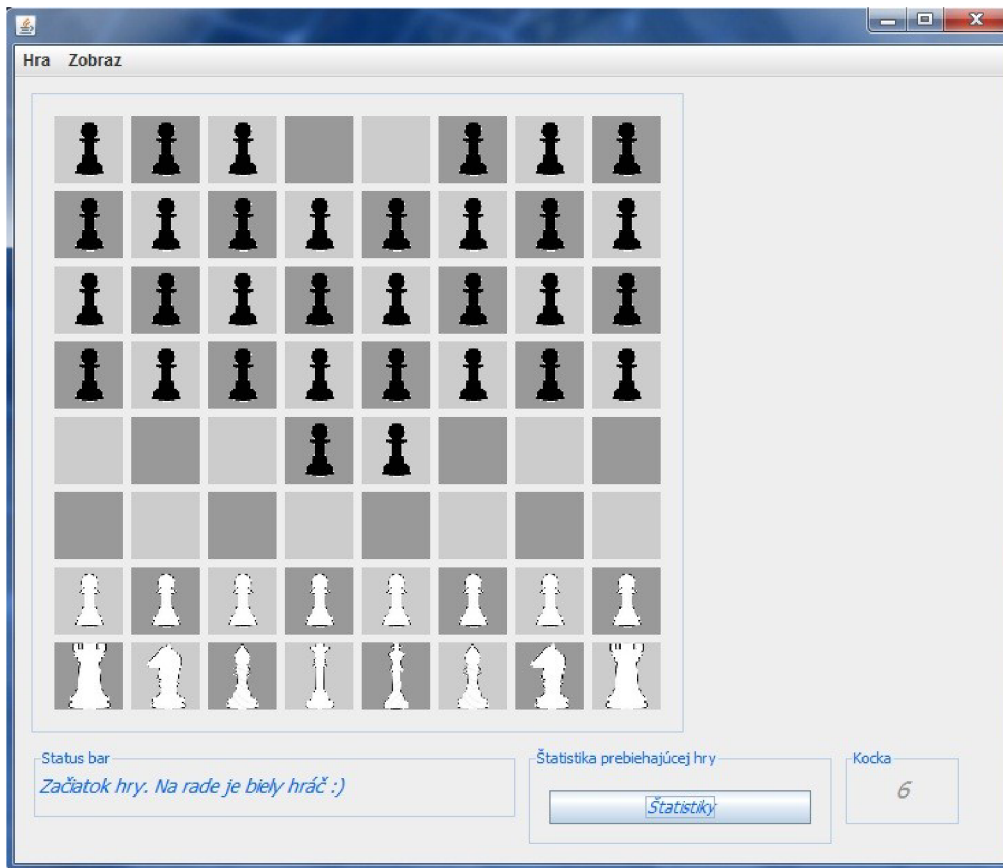 Hra Zobraz
Status bar
Začiatok hry. Na rade je biely hráč :)
Štatistika prebiehajúcej hry
Štatistiky
Kocka
6